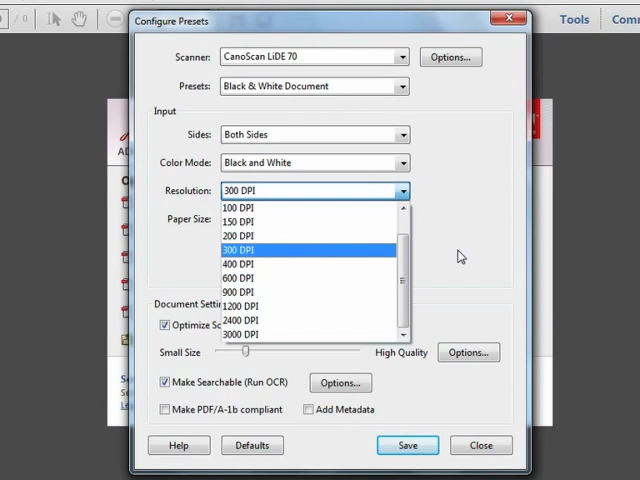 / 0
Tools
Comm
Configure Presets
Scanner: CanoScan LiDE 70 Options...
Presets: Black & White Document
Input
Sides: Both Sides
Color Mode: Black and White
Resolution: 300 DPI
100 DPI
150 DPI
200 DPI
300 DPI
400 DPI
600 DPI
900 DPI
1200 DPI
2400 DPI
3000 DPI
Paper Size:
Document Settin
Optimize Sc
Small Size High Quality Options...
Make Searchable (Run OCR) Options...
Make PDF/A-1b compliant Add Metadata
Help Defaults Save Close